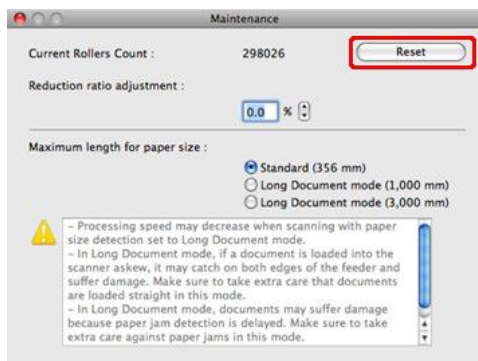 Maintenance
Current Rollers Count : 298026 Reset
Reduction ratio adjustment :
0.0 %
Maximum length for paper size :
Standard (356 mm)
Long Document mode (1,000 mm)
Long Document mode (3,000 mm)
– Processing speed may decrease when scanning with paper
size detection set to Long Document mode.
– In Long Document mode, if a document is loaded into the
scanner askew, it may catch on both edges of the feeder and
suffer damage. Make sure to take extra care that documents
are loaded straight in this mode.
– In Long Document mode, documents may suffer damage
because paper jam detection is delayed. Make sure to take
extra care against paper jams in this mode.